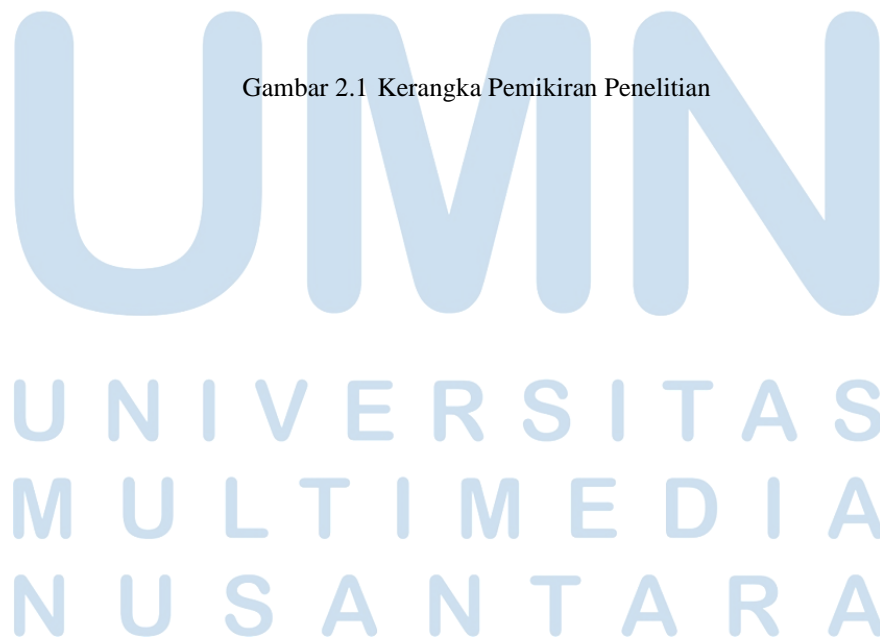 UMN
Gambar 2.1 Kerangka Pemikiran Penelitian
UNIVERSITAS
MULTIMEDIA
NUSANTARA